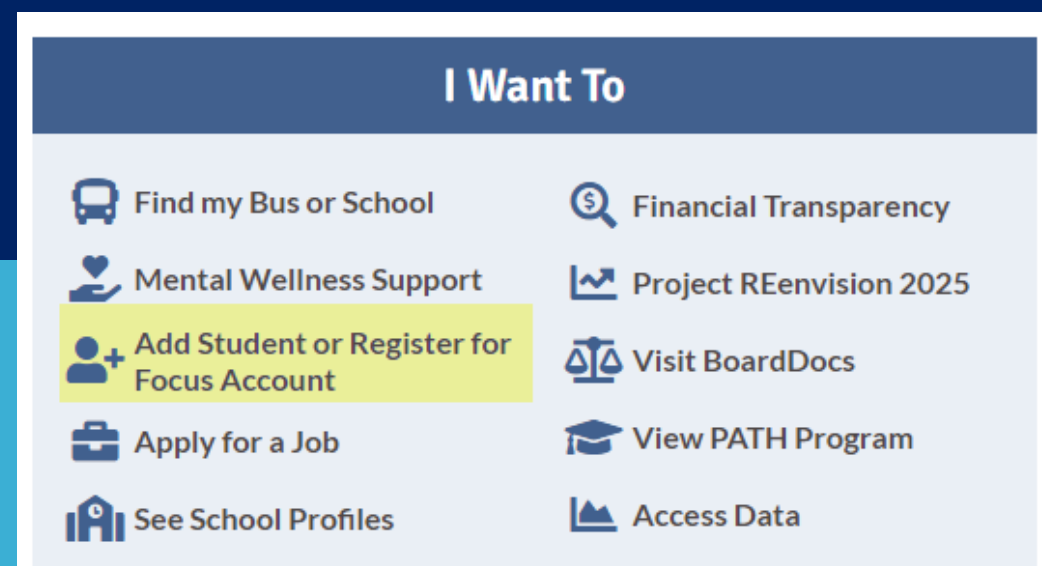 I Want To
Find my Bus or School
Mental Wellness Support
Add Student or Register for
Focus Account
Apply for a Job
See School Profiles
Financial Transparency
Project REenvision 2025
Visit BoardDocs
View PATH Program
Access Data